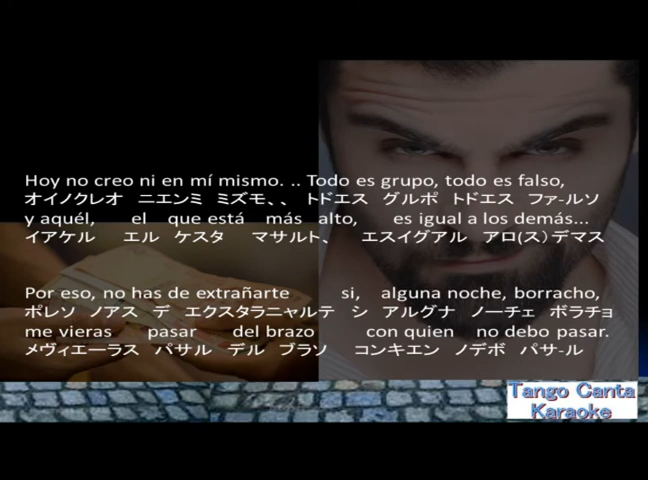 Hoy no creo ni en mí mismo. .. Todo es grupo, todo es falso,
オイノクレオ ニエンミ ミズモ、、 トドエス グルポ トドエス ファ-ルソ
y aquél, el que está más alto, es igual a los demás...
イアケル エル ケスタ マサルト、 エスイグアル アロ(ス)デマス
Por eso, no has de extrañarte si, alguna noche, borracho,
ポレソ ノアス デ エクスタラニャルテ シ アルグナ ノーチェ ボラチョ
me vieras pasar del brazo con quien no debo pasar.
メヴィエーラス パサル デル ブラソ コンキエン ノデボ パサ-ル
Tango Canta
Karaoke